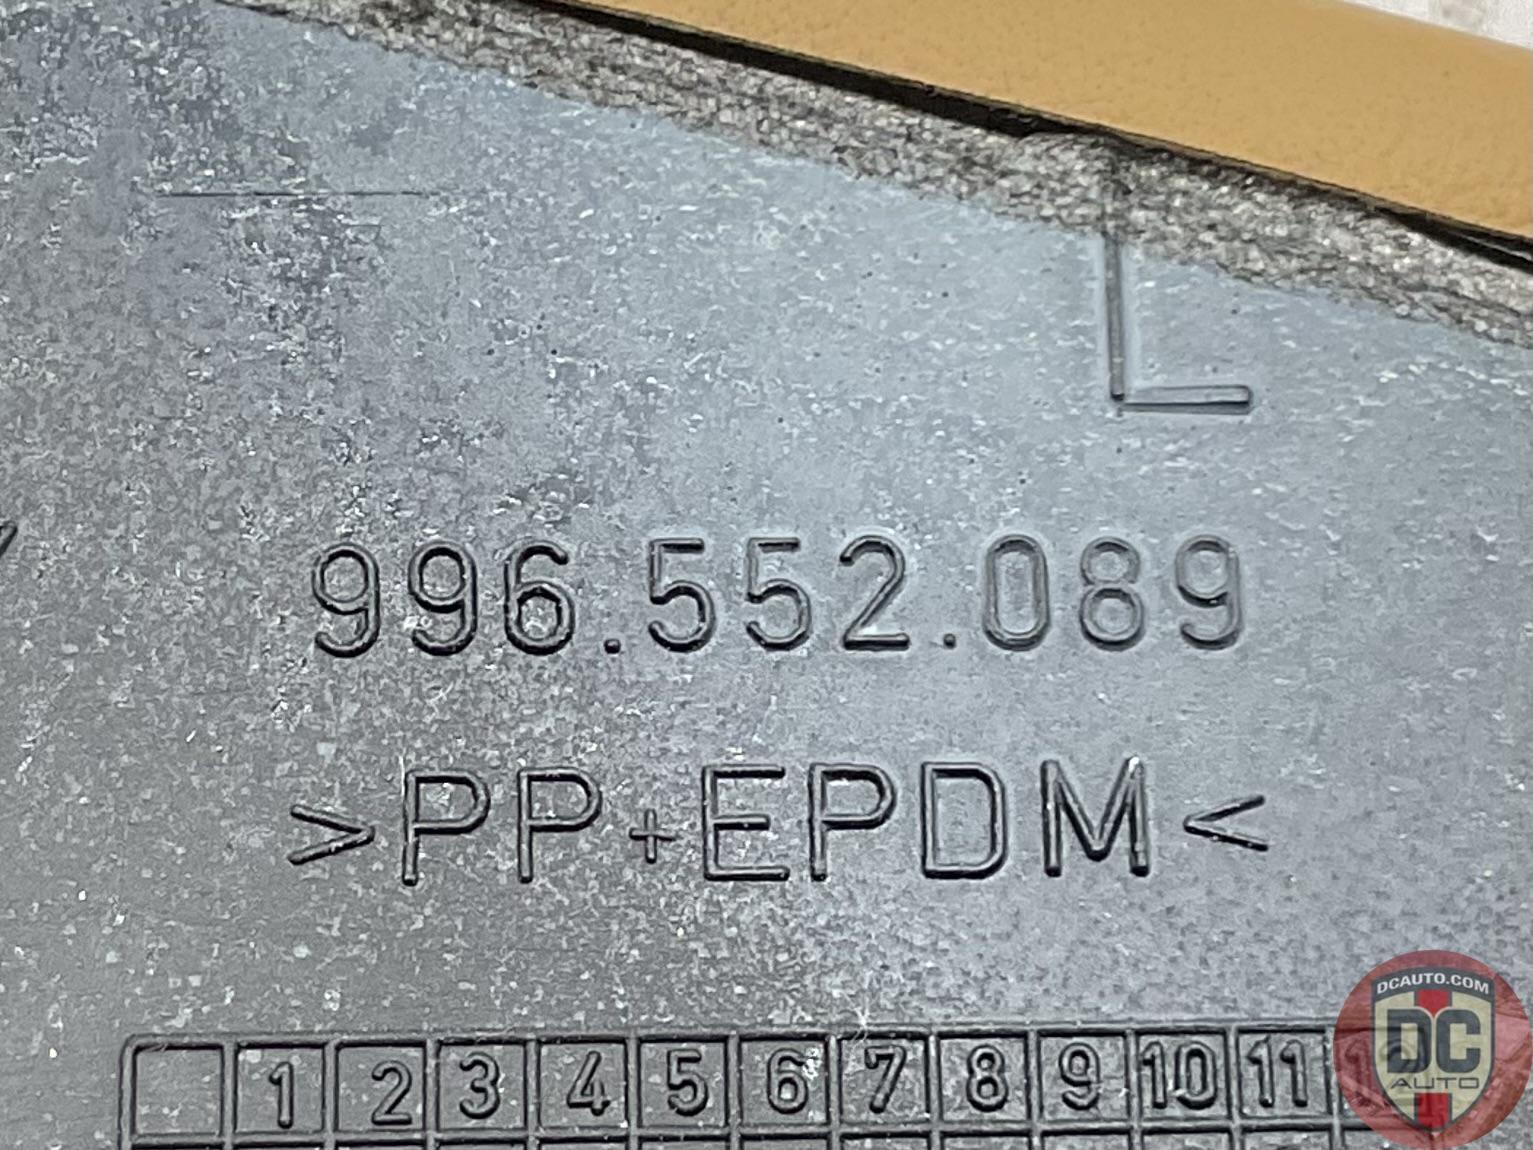 L
996.552.089
>PP+EPDM<
1 2 3 4 5 6 7 8 9 10 11 12
DCAUTO.COM
DC
AUTO